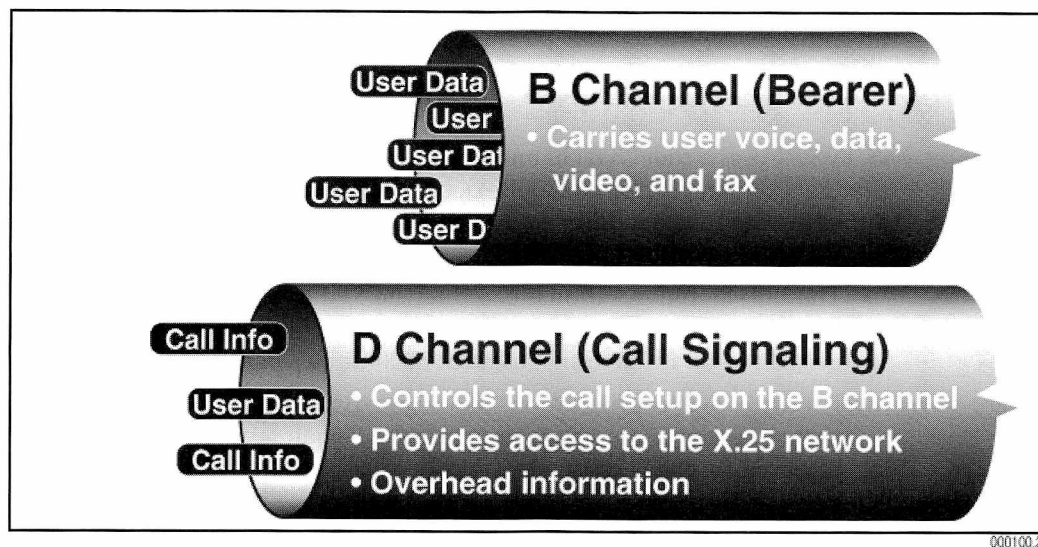 User Data
User
User Dat
User Data
User D
B Channel (Bearer)
• Carries user voice, data,
video, and fax
Call Info
User Data
Call Info
D Channel (Call Signaling)
• Controls the call setup on the B channel
• Provides access to the X.25 network
• Overhead information